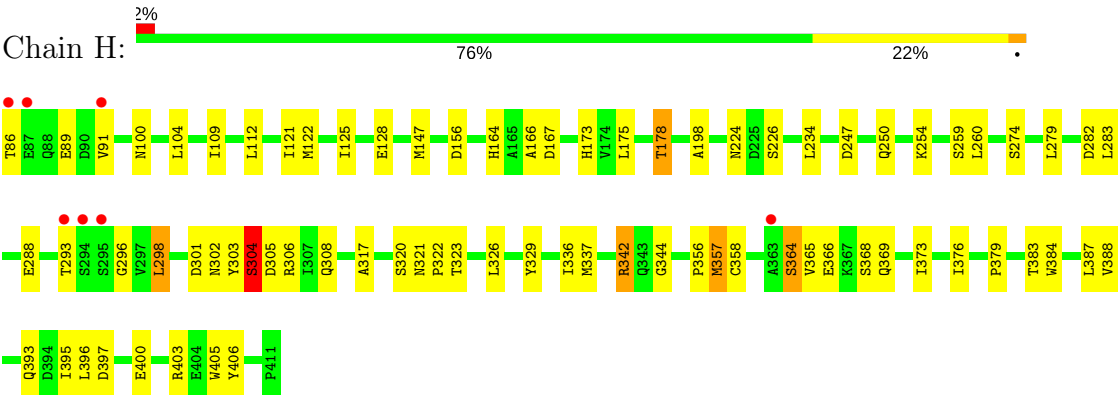 2%
Chain H:
76% 22% •
T86 E87 Q88 E89 D90 V91 N100 L104 I109 L112 I121 M122 I125 E128 M147 D156 H164 A165 A166 D167 H173 V174 L175 T178 A198 N224 D225 S226 L234 D247 Q250 K254 S259 L260 S274 L279 D282 L283
E288 T293 S294 S295 G296 V297 L298 D301 N302 Y303 S304 D305 R306 I307 Q308 A317 S320 N321 P322 T323 L326 Y329 I336 M337 R342 Q343 G344 P356 M357 C358 A363 S364 V365 E366 K367 S368 Q369 I373 I376 P379 T383 W384 L387 V388
Q393 D394 I395 L396 D397 E400 R403 E404 W405 Y406 P411